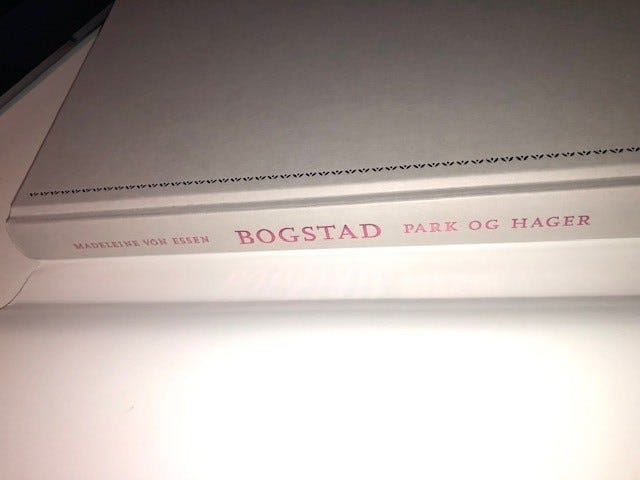 MADELEINE VON ESSEN BOGSTAD PARK OG HAGER